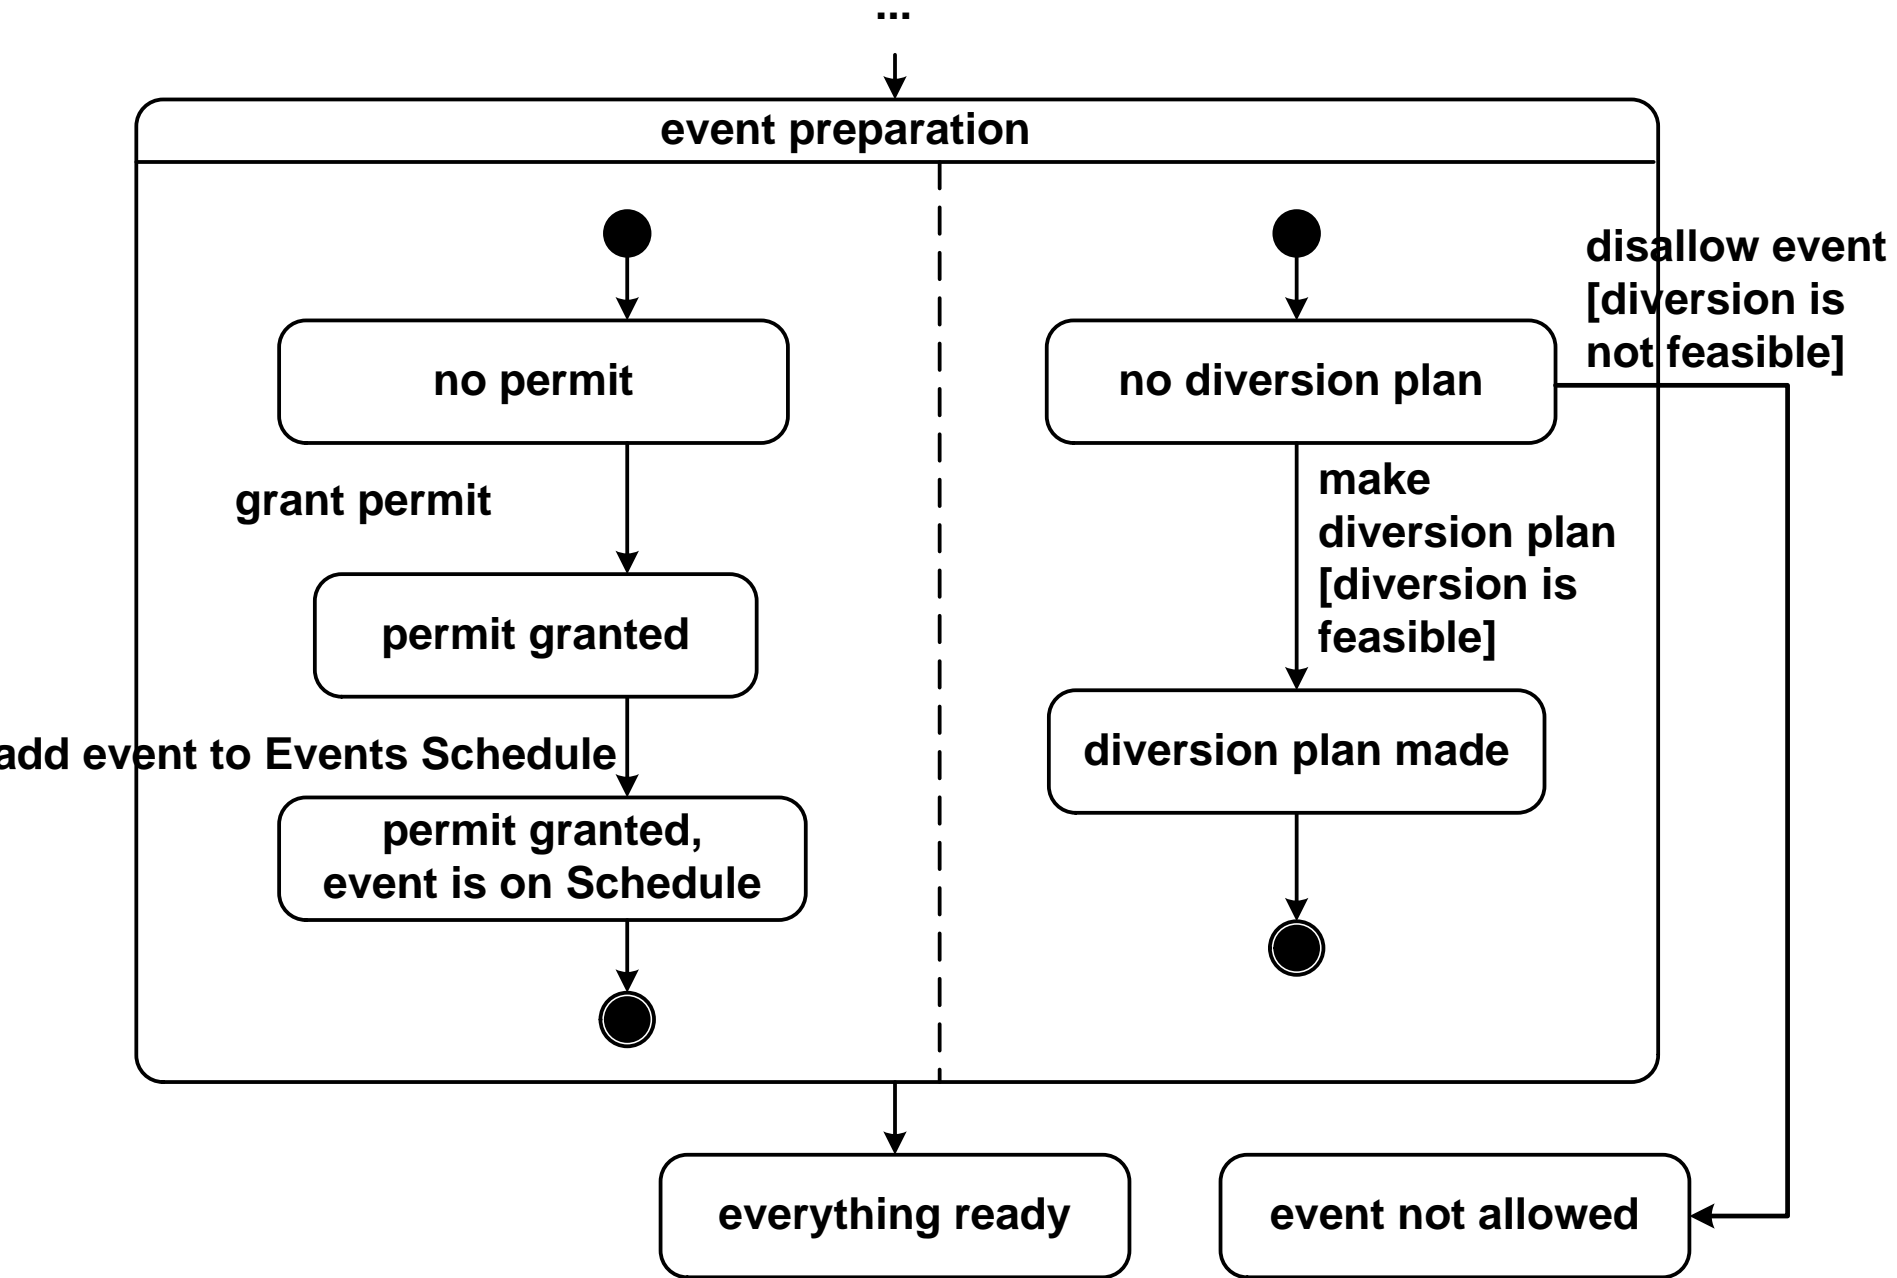 ...
event preparation
disallow event
[diversion is
not feasible]
no permit
no diversion plan
grant permit
make
diversion plan
[diversion is
feasible]
permit granted
add event to Events Schedule
diversion plan made
permit granted,
event is on Schedule
everything ready
event not allowed